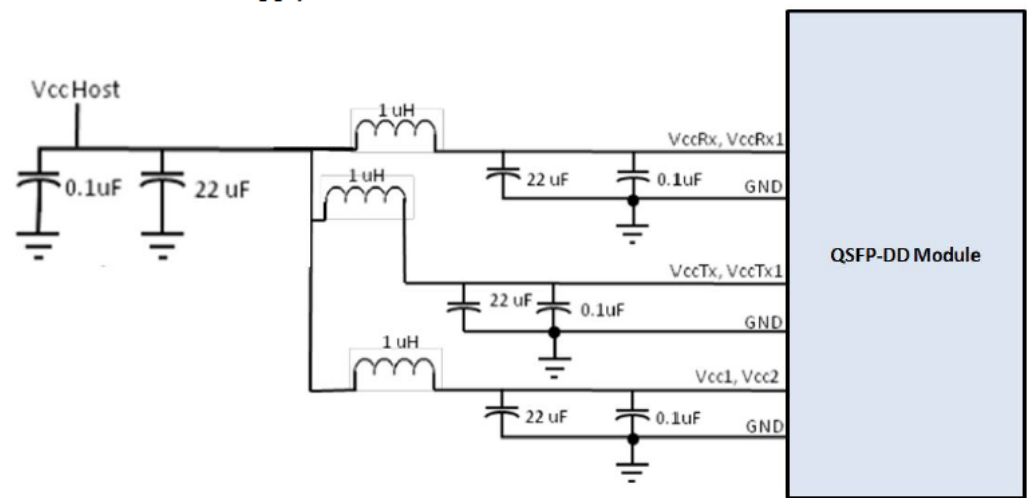 VccHost
1 uH
VccRx, VccRx1
0.1uF
22 uF
22 uF
0.1uF
GND
1 uH
QSFP-DD Module
VccTx, VccTx1
22 uF
0.1uF
GND
1 uH
Vcc1, Vcc2
22 uF
0.1uF
GND